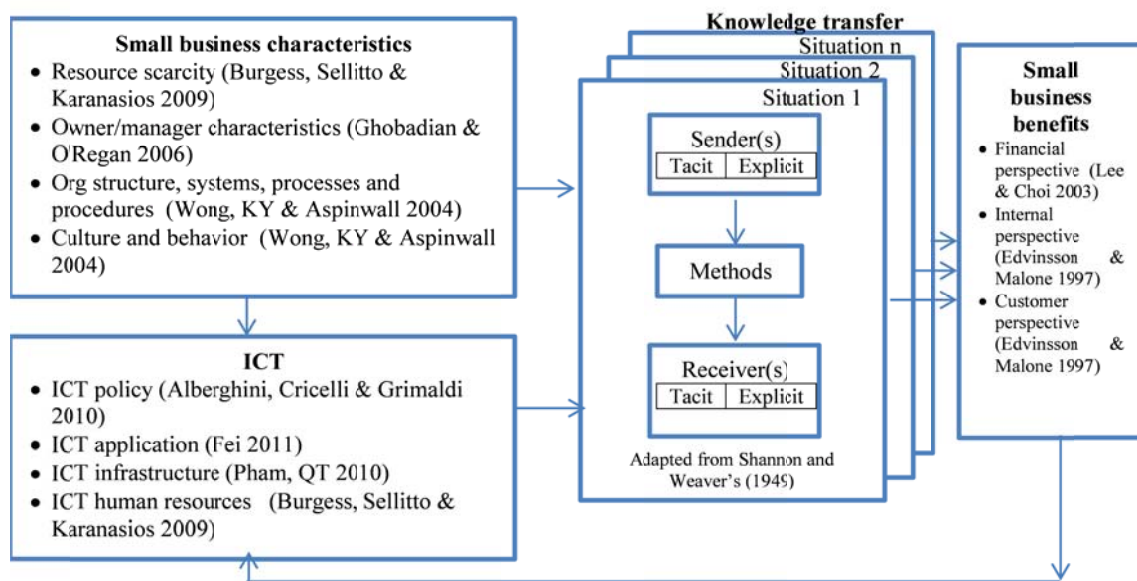 Small business characteristics
• Resource scarcity (Burgess, Sellitto &
Karanasios 2009)
• Owner/manager characteristics (Ghobadian &
O'Regan 2006)
• Org structure, systems, processes and
procedures (Wong, KY & Aspinwall 2004)
• Culture and behavior (Wong, KY & Aspinwall
2004)
ICT
• ICT policy (Alberghini, Cricelli & Grimaldi
2010)
• ICT application (Fei 2011)
• ICT infrastructure (Pham, QT 2010)
• ICT human resources (Burgess, Sellitto &
Karanasios 2009)
Knowledge transfer
Situation n
Situation 2
Situation 1
Sender(s)
Tacit Explicit
Methods
Receiver(s)
Tacit Explicit
Adapted from Shannon and
Weaver's (1949)
Small
business
benefits
• Financial
perspective (Lee
& Choi 2003)
• Internal
perspective
(Edvinsson &
Malone 1997)
• Customer
perspective
(Edvinsson &
Malone 1997)